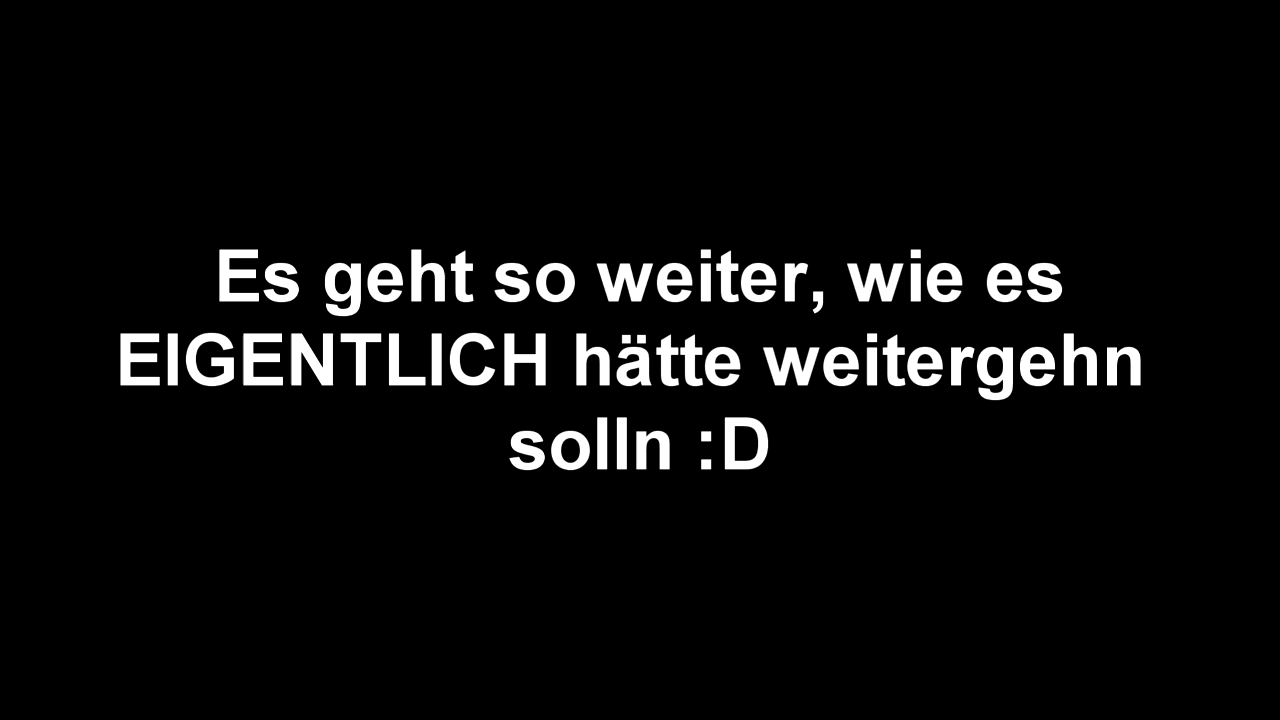 Es geht so weiter, wie es
EIGENTLICH hätte weitergehn
solln :D